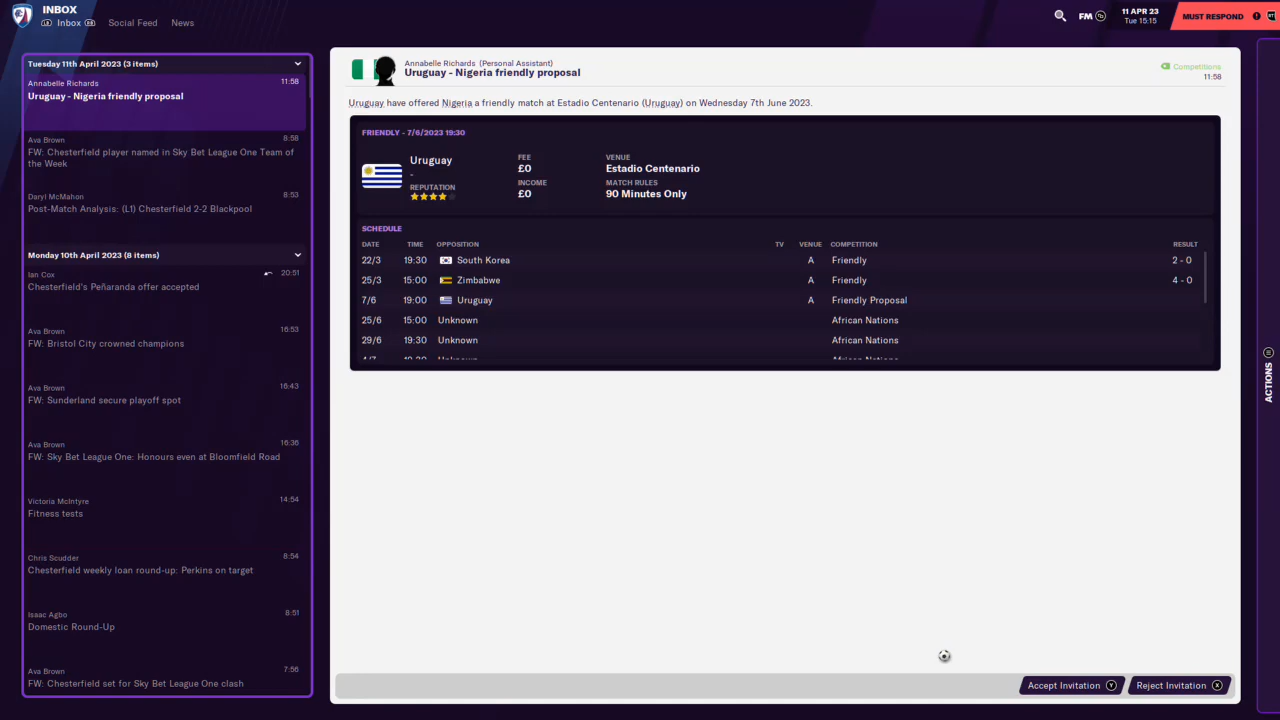 INBOX
LB Inbox RB Social Feed News
FM
11 APR 23
Tue 15:15
MUST RESPOND
Tuesday 11th April 2023 (3 items)
Annabelle Richards 11:58
Uruguay - Nigeria friendly proposal
Ava Brown 8:58
FW: Chesterfield player named in Sky Bet League One Team of
the Week
Daryl McMahon 8:53
Post-Match Analysis: (L1) Chesterfield 2-2 Blackpool
Monday 10th April 2023 (8 items)
Ian Cox 20:51
Chesterfield's Peñaranda offer accepted
Ava Brown 16:53
FW: Bristol City crowned champions
Ava Brown 16:43
FW: Sunderland secure playoff spot
Ava Brown 16:36
FW: Sky Bet League One: Honours even at Bloomfield Road
Victoria McIntyre 14:54
Fitness tests
Chris Scudder 8:54
Chesterfield weekly loan round-up: Perkins on target
Isaac Agbo 8:51
Domestic Round-Up
Ava Brown 7:56
FW: Chesterfield set for Sky Bet League One clash
Annabelle Richards (Personal Assistant)
Uruguay - Nigeria friendly proposal
Competitions
11:58
Uruguay have offered Nigeria a friendly match at Estadio Centenario (Uruguay) on Wednesday 7th June 2023.
FRIENDLY - 7/6/2023 19:30
Uruguay
-
REPUTATION
FEE
£0
INCOME
£0
VENUE
Estadio Centenario
MATCH RULES
90 Minutes Only
SCHEDULE
DATE TIME OPPOSITION TV VENUE COMPETITION RESULT
22/3 19:30 South Korea A Friendly 2 - 0
25/3 15:00 Zimbabwe A Friendly 4 - 0
7/6 19:00 Uruguay A Friendly Proposal
25/6 15:00 Unknown African Nations
29/6 19:30 Unknown African Nations
4/7 19:30 Unknown African Nations
Accept Invitation Y
Reject Invitation X
ACTIONS